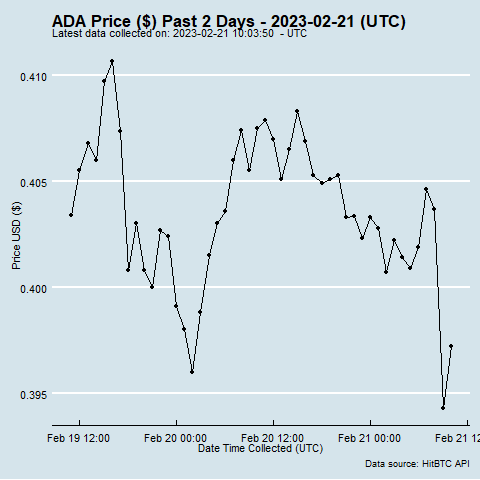 ADA Price ($) Past 2 Days - 2023-02-21 (UTC)
Latest data collected on: 2023-02-21 10:03:50 - UTC
0.410
0.405
0.400
0.395
Price USD ($)
Feb 19 12:00
Feb 20 00:00
Feb 20 12:00
Feb 21 00:00
Feb 21 12
Date Time Collected (UTC)
Data source: HitBTC API